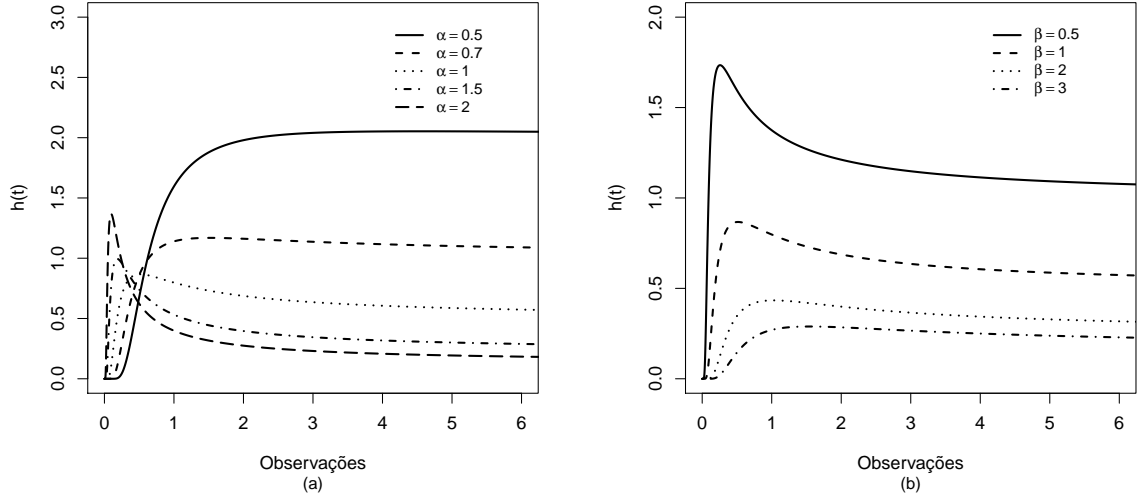 3.0
2.5
2.0
1.5
1.0
0.5
0.0
h(t)
α = 0.5
α = 0.7
α = 1
α = 1.5
α = 2
0 1 2 3 4 5 6
Observações
(a)
2.0
1.5
1.0
0.5
0.0
h(t)
β = 0.5
β = 1
β = 2
β = 3
0 1 2 3 4 5 6
Observações
(b)